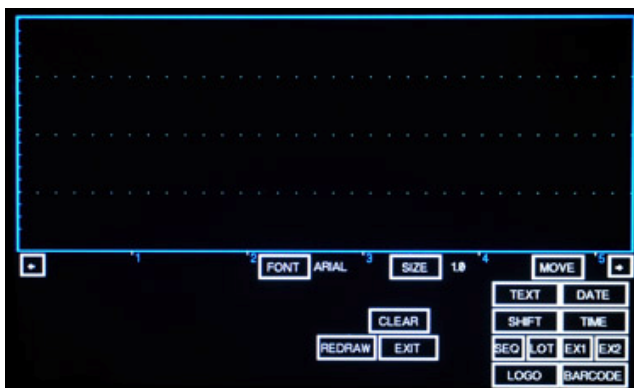 1 2 3 4 5
FONT ARIAL SIZE 1.0 MOVE
TEXT DATE
CLEAR SHIFT TIME
REDRAW EXIT SEQ LOT EX1 EX2
LOGO BARCODE